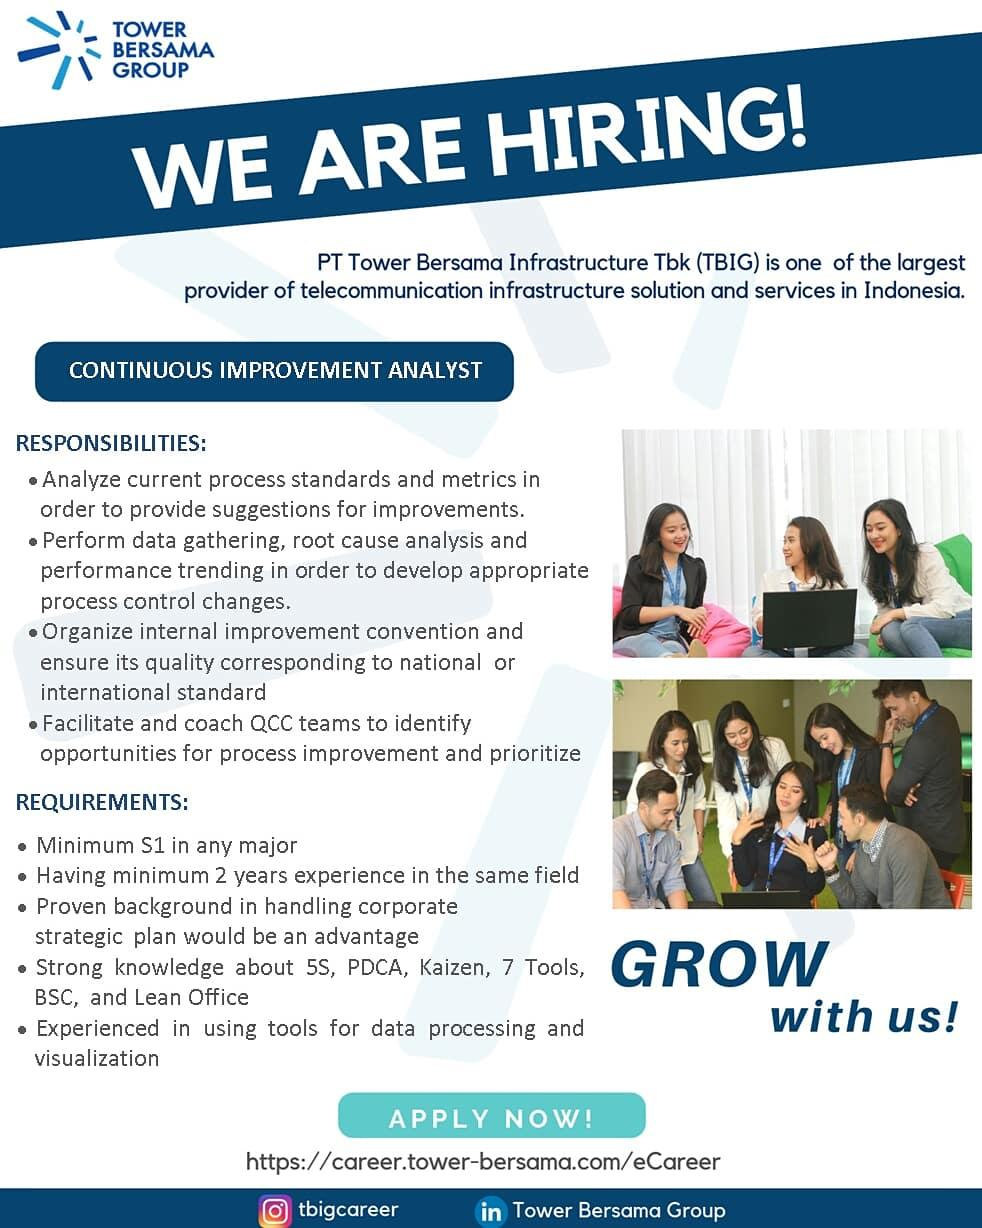 TOWER
BERSAMA
GROUP
WE ARE HIRING!
PT Tower Bersama Infrastructure Tbk (TBIG) is one of the largest
provider of telecommunication infrastructure solution and services in Indonesia.
CONTINUOUS IMPROVEMENT ANALYST
RESPONSIBILITIES:
• Analyze current process standards and metrics in
order to provide suggestions for improvements.
• Perform data gathering, root cause analysis and
performance trending in order to develop appropriate
process control changes.
• Organize internal improvement convention and
ensure its quality corresponding to national or
international standard
• Facilitate and coach QCC teams to identify
opportunities for process improvement and prioritize
REQUIREMENTS:
• Minimum S1 in any major
• Having minimum 2 years experience in the same field
• Proven background in handling corporate
strategic plan would be an advantage
• Strong knowledge about 5S, PDCA, Kaizen, 7 Tools,
BSC, and Lean Office
• Experienced in using tools for data processing and
visualization
GROW
with us!
APPLY NOW!
https://career.tower-bersama.com/eCareer
tbigcareer
in Tower Bersama Group